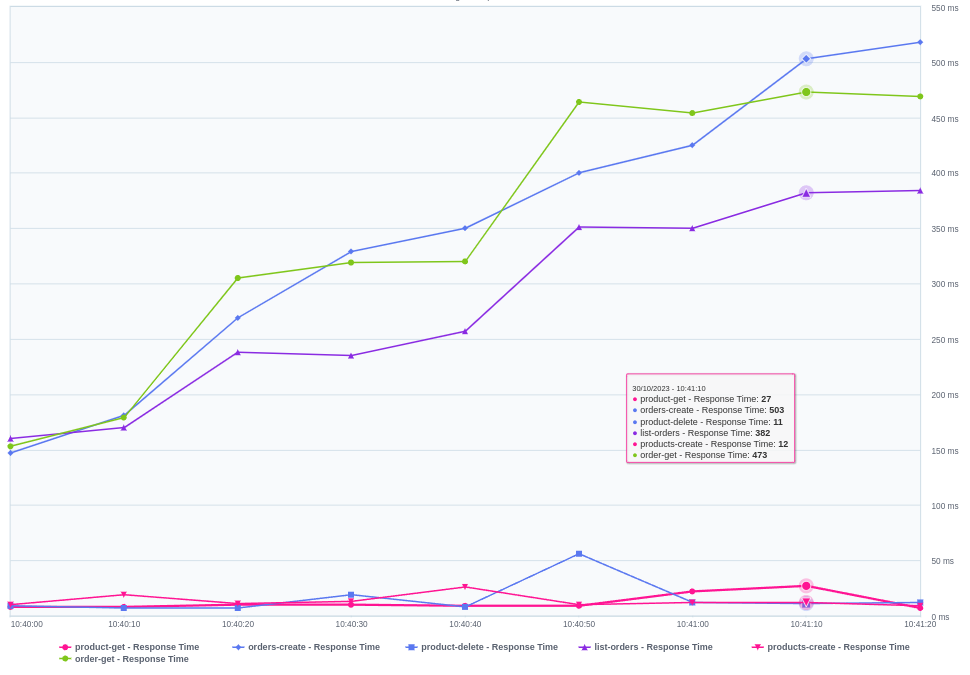 550 ms
500 ms
450 ms
400 ms
350 ms
300 ms
250 ms
200 ms
150 ms
100 ms
50 ms
0 ms
30/10/2023 - 10:41:10
● product-get - Response Time: 27
● orders-create - Response Time: 503
● product-delete - Response Time: 11
● list-orders - Response Time: 382
● products-create - Response Time: 12
● order-get - Response Time: 473
10:40:00 10:40:10 10:40:20 10:40:30 10:40:40 10:40:50 10:41:00 10:41:10 10:41:20
product-get - Response Time orders-create - Response Time product-delete - Response Time list-orders - Response Time products-create - Response Time
order-get - Response Time